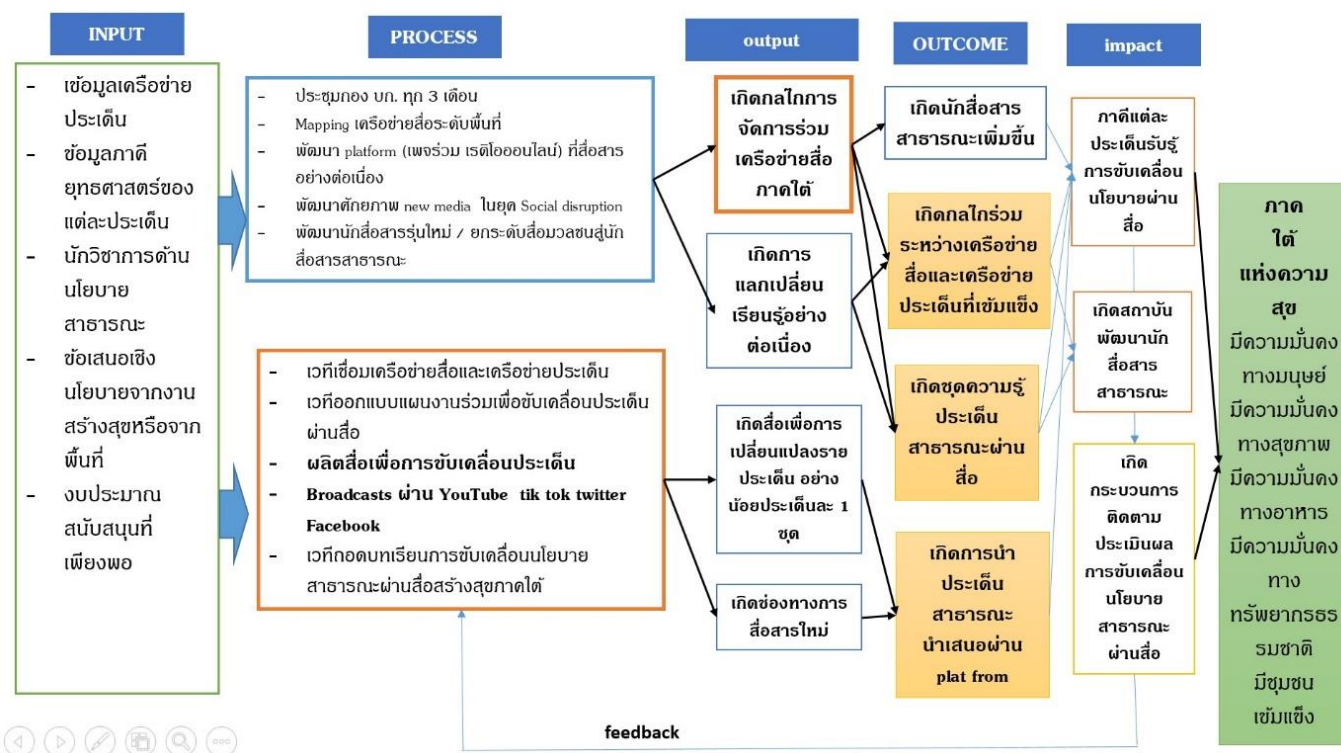 INPUT
- เข้อมูลเครือข่าย
ประเด็น
- ข้อมูลภาคี
ยุทธศาสตร์ของ
แต่ละประเด็น
- นักวิชาการด้าน
นโยบาย
สาธารณะ
- ข้อเสนอเชิง
นโยบายจากงาน
สร้างสุขหรือจาก
พื้นที่
- งบประมาณ
สนับสนุนที่
เพียงพอ
PROCESS
- ประชุมกอง บก. ทุก 3 เดือน
- Mapping เครือข่ายสื่อระดับพื้นที่
- พัฒนา platform (เพจร่วม เรดิโอออนไลน์) ที่สื่อสาร
อย่างต่อเนื่อง
- พัฒนาศักยภาพ new media ในยุค Social disruption
- พัฒนานักสื่อสารรุ่นใหม่ / ยกระดับสื่อมวลชนสู่นัก
สื่อสารสาธารณะ
- เวทีเชื่อมเครือข่ายสื่อและเครือข่ายประเด็น
- เวทีออกแบบแผนงานร่วมเพื่อขับเคลื่อนประเด็น
ผ่านสื่อ
- ผลิตสื่อเพื่อการขับเคลื่อนประเด็น
- Broadcasts ผ่าน YouTube tik tok twitter
Facebook
- เวทีถอดบทเรียนการขับเคลื่อนนโยบาย
สาธารณะผ่านสื่อสร้างสุขภาคใต้
output
เกิดกลไกการ
จัดการร่วม
เครือข่ายสื่อ
ภาคใต้
เกิดการ
แลกเปลี่ยน
เรียนรู้อย่าง
ต่อเนื่อง
เกิดสื่อเพื่อการ
เปลี่ยนแปลงราย
ประเด็น อย่าง
น้อยประเด็นละ 1
ชุด
เกิดช่องทางการ
สื่อสารใหม่
OUTCOME
เกิดนักสื่อสาร
สาธารณะเพิ่มขึ้น
เกิดกลไกร่วม
ระหว่างเครือข่าย
สื่อและเครือข่าย
ประเด็นที่เข้มแข็ง
เกิดชุดความรู้
ประเด็น
สาธารณะผ่าน
สื่อ
เกิดการนำ
ประเด็น
สาธารณะ
นำเสนอผ่าน
plat from
impact
ภาคีแต่ละ
ประเด็นรับรู้
การขับเคลื่อน
นโยบายผ่าน
สื่อ
เกิดสถาบัน
พัฒนานัก
สื่อสาร
สาธารณะ
เกิด
กระบวนการ
ติดตาม
ประเมินผล
การขับเคลื่อน
นโยบาย
สาธารณะ
ผ่านสื่อ
ภาค
ใต้
แห่งความ
สุข
มีความมั่นคง
ทางมนุษย์
มีความมั่นคง
ทางสุขภาพ
มีความมั่นคง
ทางอาหาร
มีความมั่นคง
ทาง
ทรัพยากรธร
รมชาติ
มีชุมชน
เข้มแข็ง
feedback